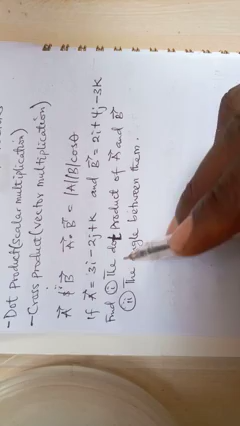 -Dot Product(scalar multiplication)
-Cross Product(vector multiplication)
A⃗ & B⃗   A⃗ • B⃗ = |A||B|cosθ
If A⃗ = 3i - 2j + K and B⃗ = 2i + 4j - 3K
Find (i) The dot product of A⃗ and B⃗
(ii) The angle between them.